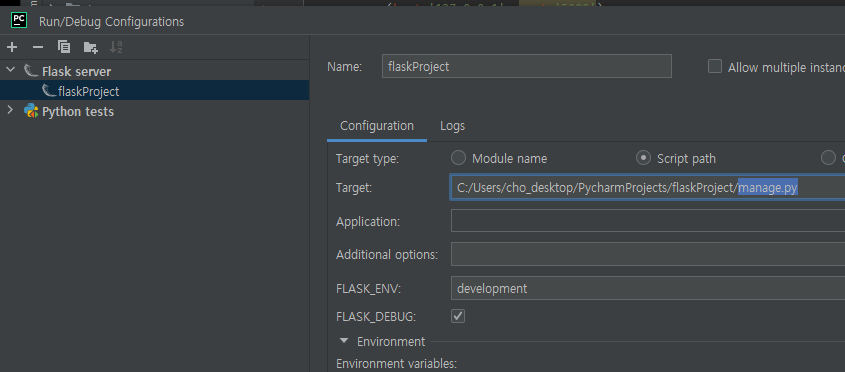 PC Run/Debug Configurations
Flask server
flaskProject
Python tests
Name: flaskProject
Allow multiple instanc
Configuration Logs
Target type: Module name Script path
Target: C:/Users/cho_desktop/PycharmProjects/flaskProject/manage.py
Application:
Additional options:
FLASK_ENV: development
FLASK_DEBUG:
Environment
Environment variables: